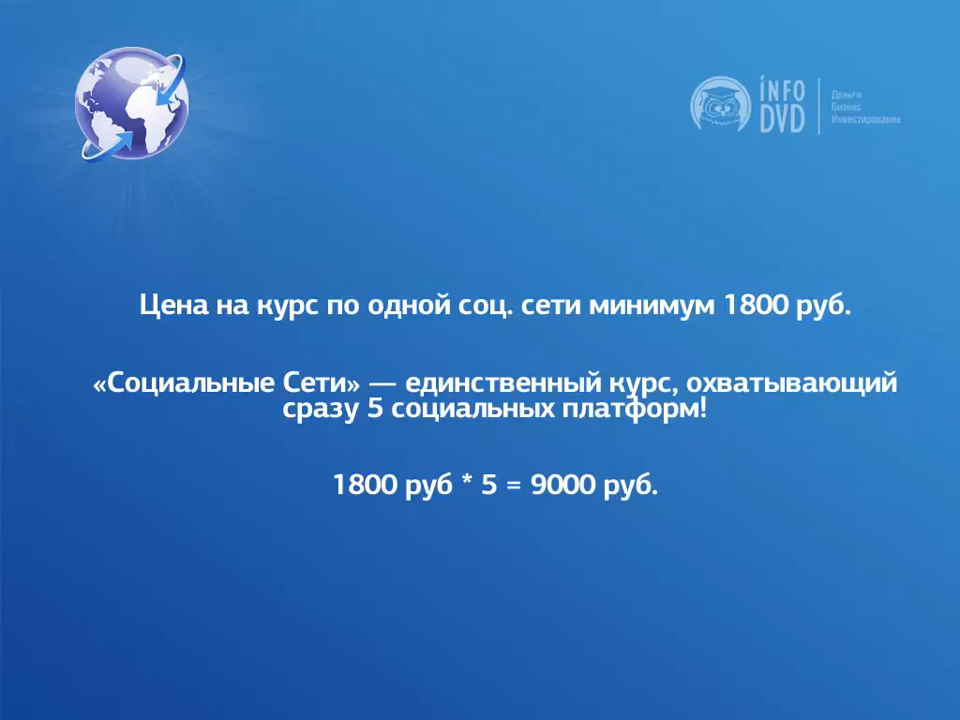 İNFO
DVD
Деньги
Бизнес
Инвестирование
Цена на курс по одной соц. сети минимум 1800 руб.
«Социальные Сети» — единственный курс, охватывающий
сразу 5 социальных платформ!
1800 руб * 5 = 9000 руб.